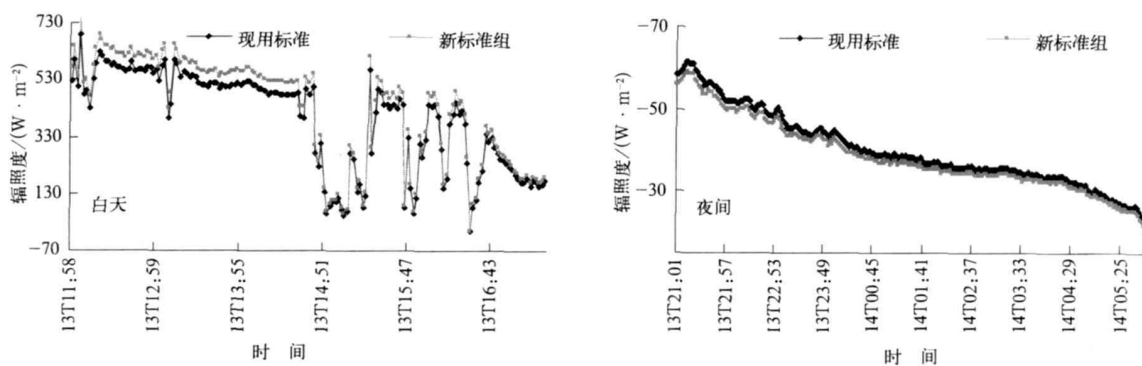 730
530
330
130
-70
辐照度/(W · m⁻²)
现用标准
新标准组
白天
13T11:58
13T12:59
13T13:55
13T14:51
13T15:47
13T16:43
时 间
-70
-50
-30
辐照度/(W · m⁻²)
现用标准
新标准组
夜间
13T21:01
13T21:57
13T22:53
13T23:49
14T00:45
14T01:41
14T02:37
14T03:33
14T04:29
14T05:25
时 间